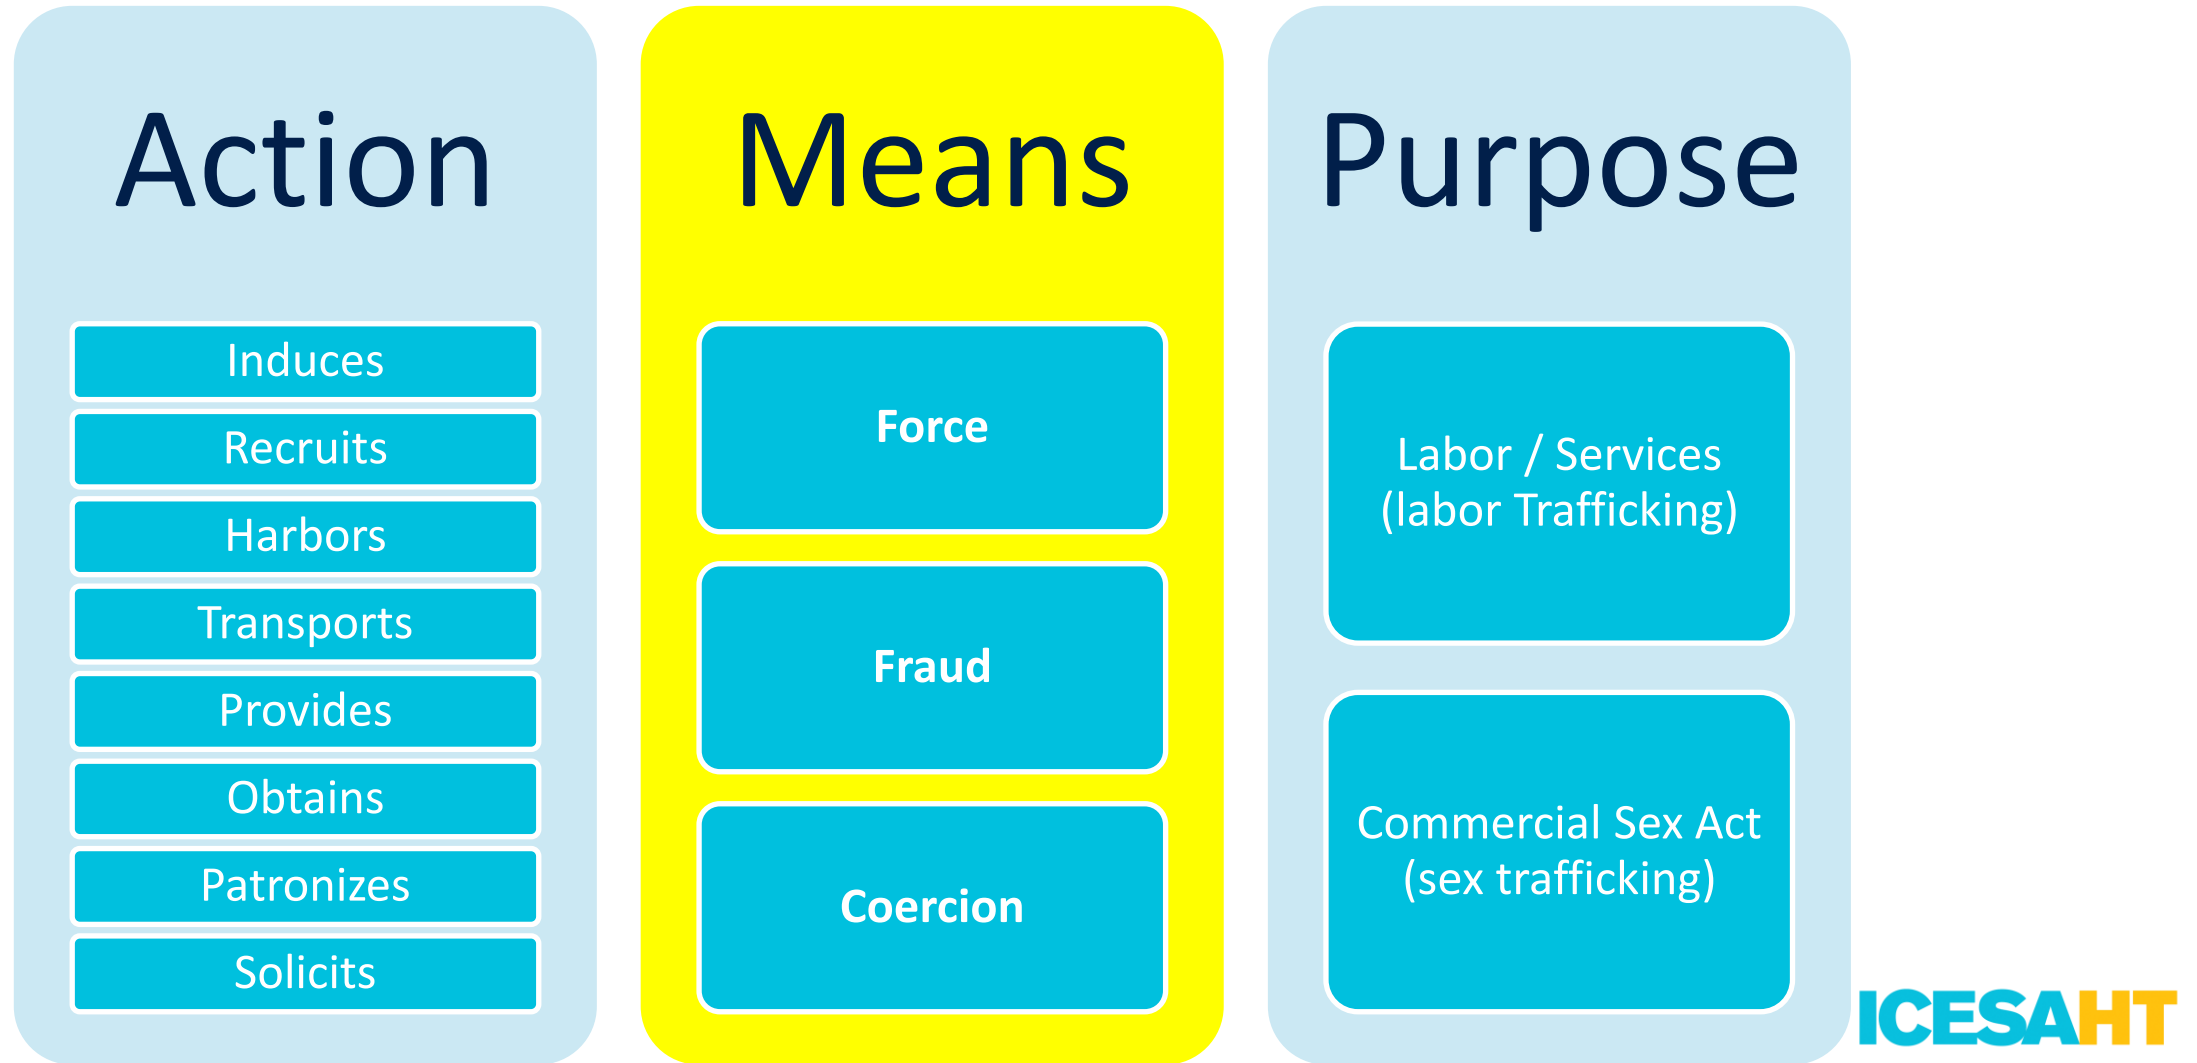 Action
Induces
Recruits
Harbors
Transports
Provides
Obtains
Patronizes
Solicits
Means
Force
Fraud
Coercion
Purpose
Labor / Services
(labor Trafficking)
Commercial Sex Act
(sex trafficking)
ICESAHT